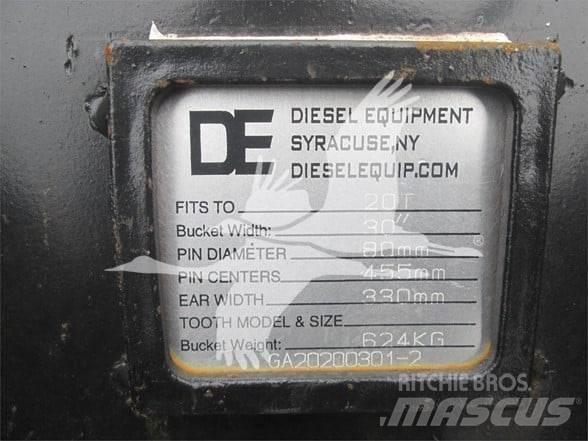 DE
DIESEL EQUIPMENT
SYRACUSE,NY
DIESELEQUIP.COM
FITS TO 20T
Bucket Width: 30"
PIN DIAMETER 80mm
PIN CENTERS 455mm
EAR WIDTH 330mm
TOOTH MODEL & SIZE
Bucket Weight: 624KG
GA20200301-2
®
RITCHIE BROS.
MASCUS